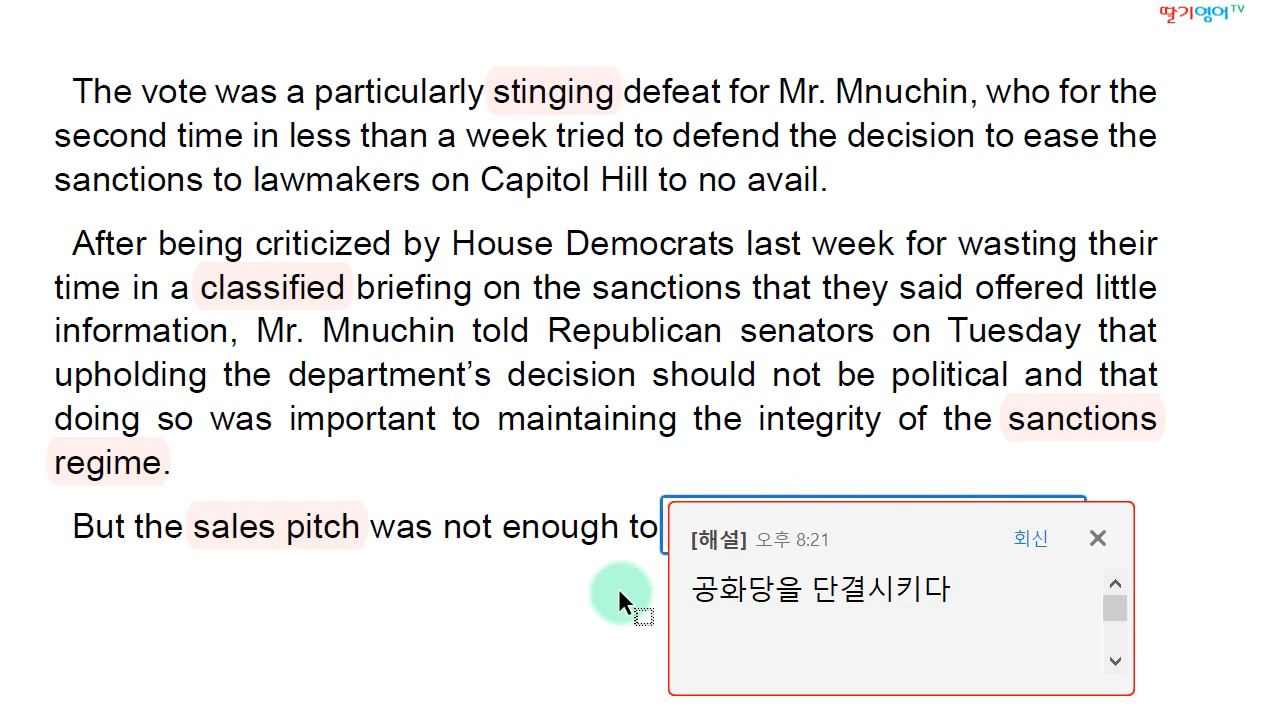 딸기영어TV
The vote was a particularly stinging defeat for Mr. Mnuchin, who for the
second time in less than a week tried to defend the decision to ease the
sanctions to lawmakers on Capitol Hill to no avail.
After being criticized by House Democrats last week for wasting their
time in a classified briefing on the sanctions that they said offered little
information, Mr. Mnuchin told Republican senators on Tuesday that
upholding the department’s decision should not be political and that
doing so was important to maintaining the integrity of the sanctions
regime.
But the sales pitch was not enough to
[해설] 오후 8:21 회신
공화당을 단결시키다